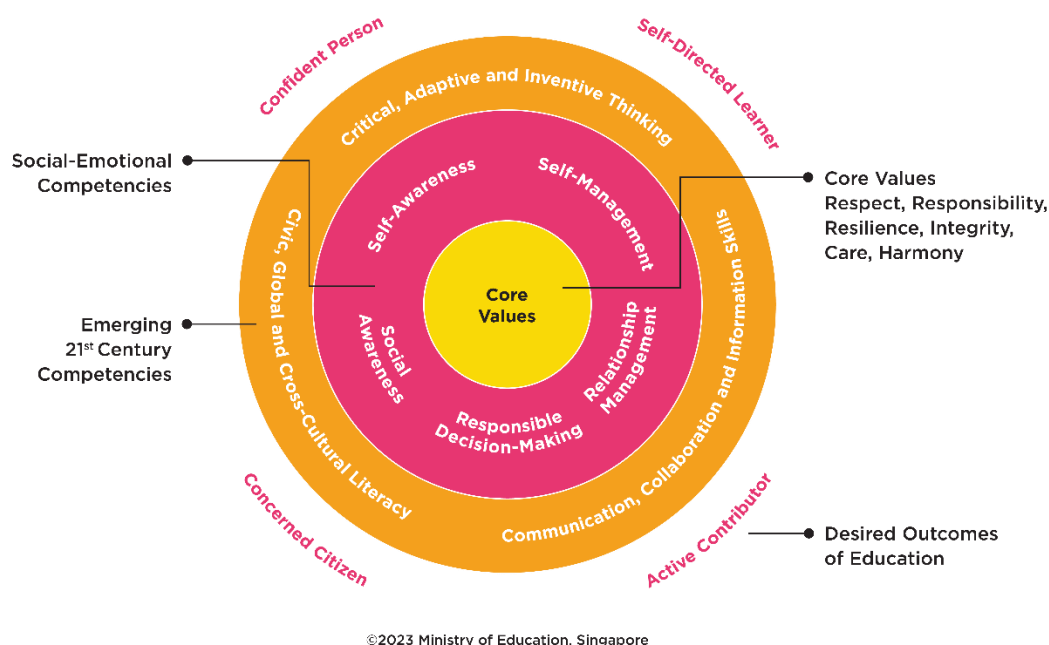 Confident Person
Self-Directed Learner
Critical, Adaptive and Inventive Thinking
Social-Emotional
Competencies
Self-Awareness
Self-Management
Core Values
Respect, Responsibility,
Resilience, Integrity,
Care, Harmony
Civic, Global and Cross-Cultural Literacy
Communication, Collaboration and Information Skills
Core
Values
Emerging
21st Century
Competencies
Social
Awareness
Relationship
Management
Responsible
Decision-Making
Concerned Citizen
Active Contributor
Desired Outcomes
of Education
©2023 Ministry of Education, Singapore